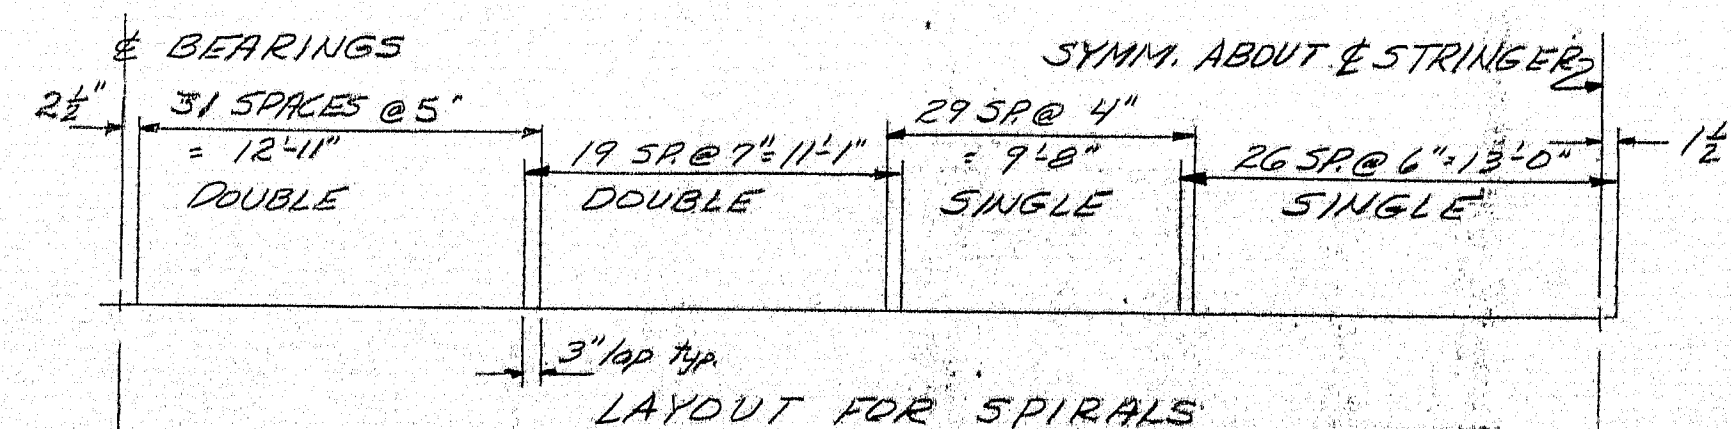 ℄ BEARINGS
SYMM. ABOUT ℄ STRINGER
2½"
31 SPACES @ 5"
= 12'-11"
DOUBLE
19 SP. @ 7"= 11'-1"
DOUBLE
29 SP. @ 4"
= 9'-8"
SINGLE
26 SP. @ 6"= 13'-0"
SINGLE
1½
3" lap typ.
LAYOUT FOR SPIRALS